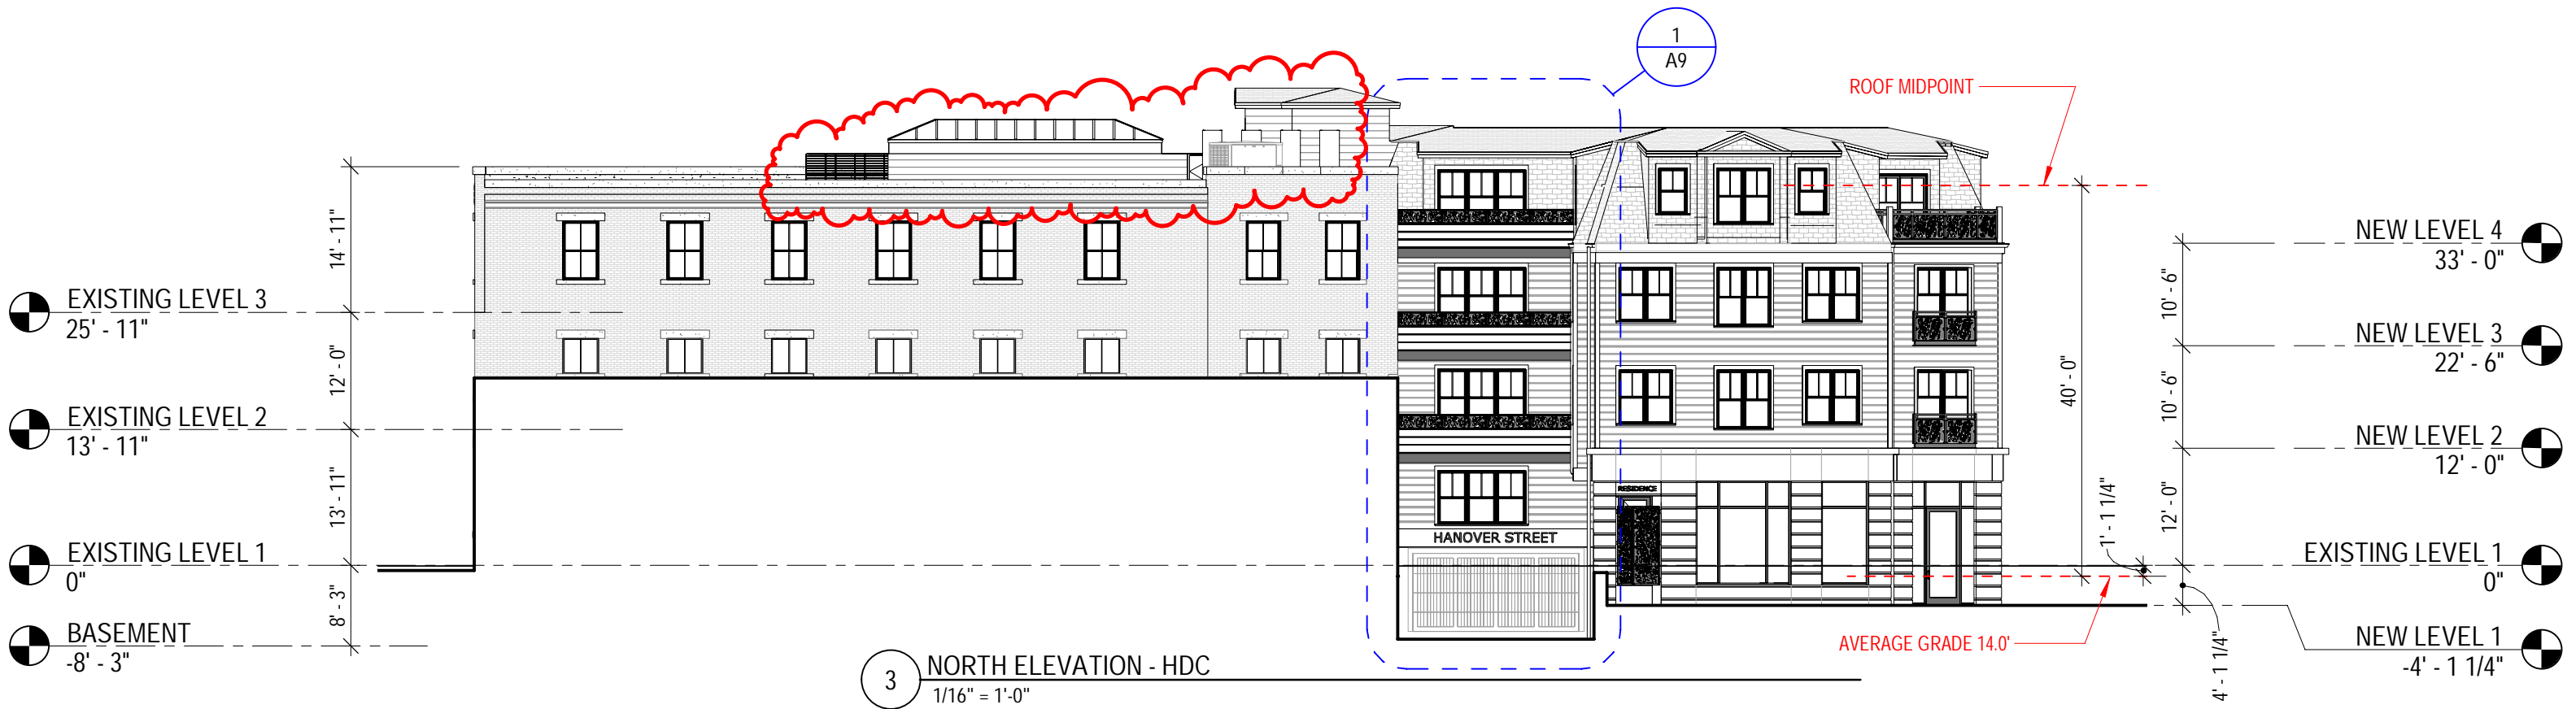 1
A9
ROOF MIDPOINT
14' - 11"
EXISTING LEVEL 3
25' - 11"
12' - 0"
EXISTING LEVEL 2
13' - 11"
13' - 11"
EXISTING LEVEL 1
0"
8' - 3"
BASEMENT
-8' - 3"
RESIDENCE
HANOVER STREET
40' - 0"
1' - 1 1/4"
NEW LEVEL 4
33' - 0"
10' - 6"
NEW LEVEL 3
22' - 6"
10' - 6"
NEW LEVEL 2
12' - 0"
12' - 0"
EXISTING LEVEL 1
0"
AVERAGE GRADE 14.0'
NEW LEVEL 1
-4' - 1 1/4"
4' - 1 1/4"
3
NORTH ELEVATION - HDC
1/16" = 1'-0"